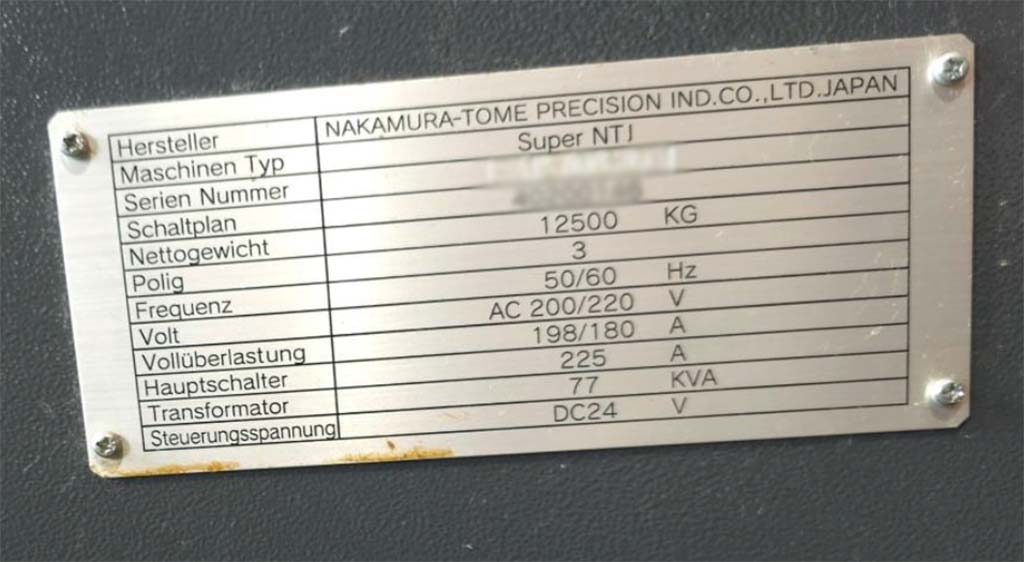 Hersteller NAKAMURA-TOME PRECISION IND.CO.,LTD.JAPAN
Maschinen Typ Super NTJ
Serien Nummer
Schaltplan
Nettogewicht 12500 KG
Polig 3
Frequenz 50/60 Hz
Volt AC 200/220 V
Vollüberlastung 198/180 A
Hauptschalter 225 A
Transformator 77 KVA
Steuerungsspannung DC24 V